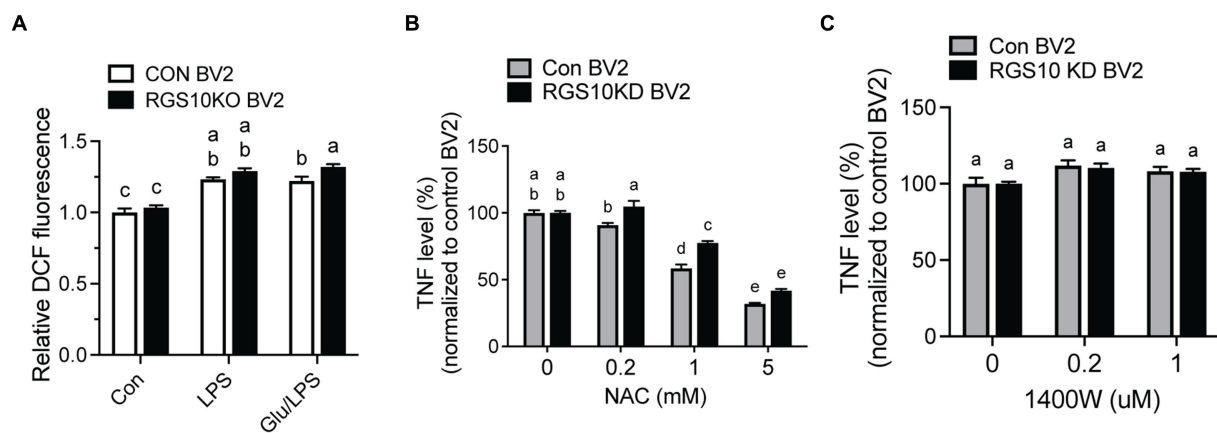 A
CON BV2
RGS10KO BV2
Relative DCF fluorescence
1.5
1.0
0.5
0.0
c
c
a
b
a
b
b
a
Con
LPS
Glu/LPS
B
Con BV2
RGS10KD BV2
TNF level (%)
(normalized to control BV2)
150
100
50
0
a
b
a
b
b
a
d
c
e
e
0
0.2
1
5
NAC (mM)
C
Con BV2
RGS10 KD BV2
TNF level (%)
(normalized to control BV2)
150
100
50
0
a
a
a
a
a
a
0
0.2
1
1400W (uM)